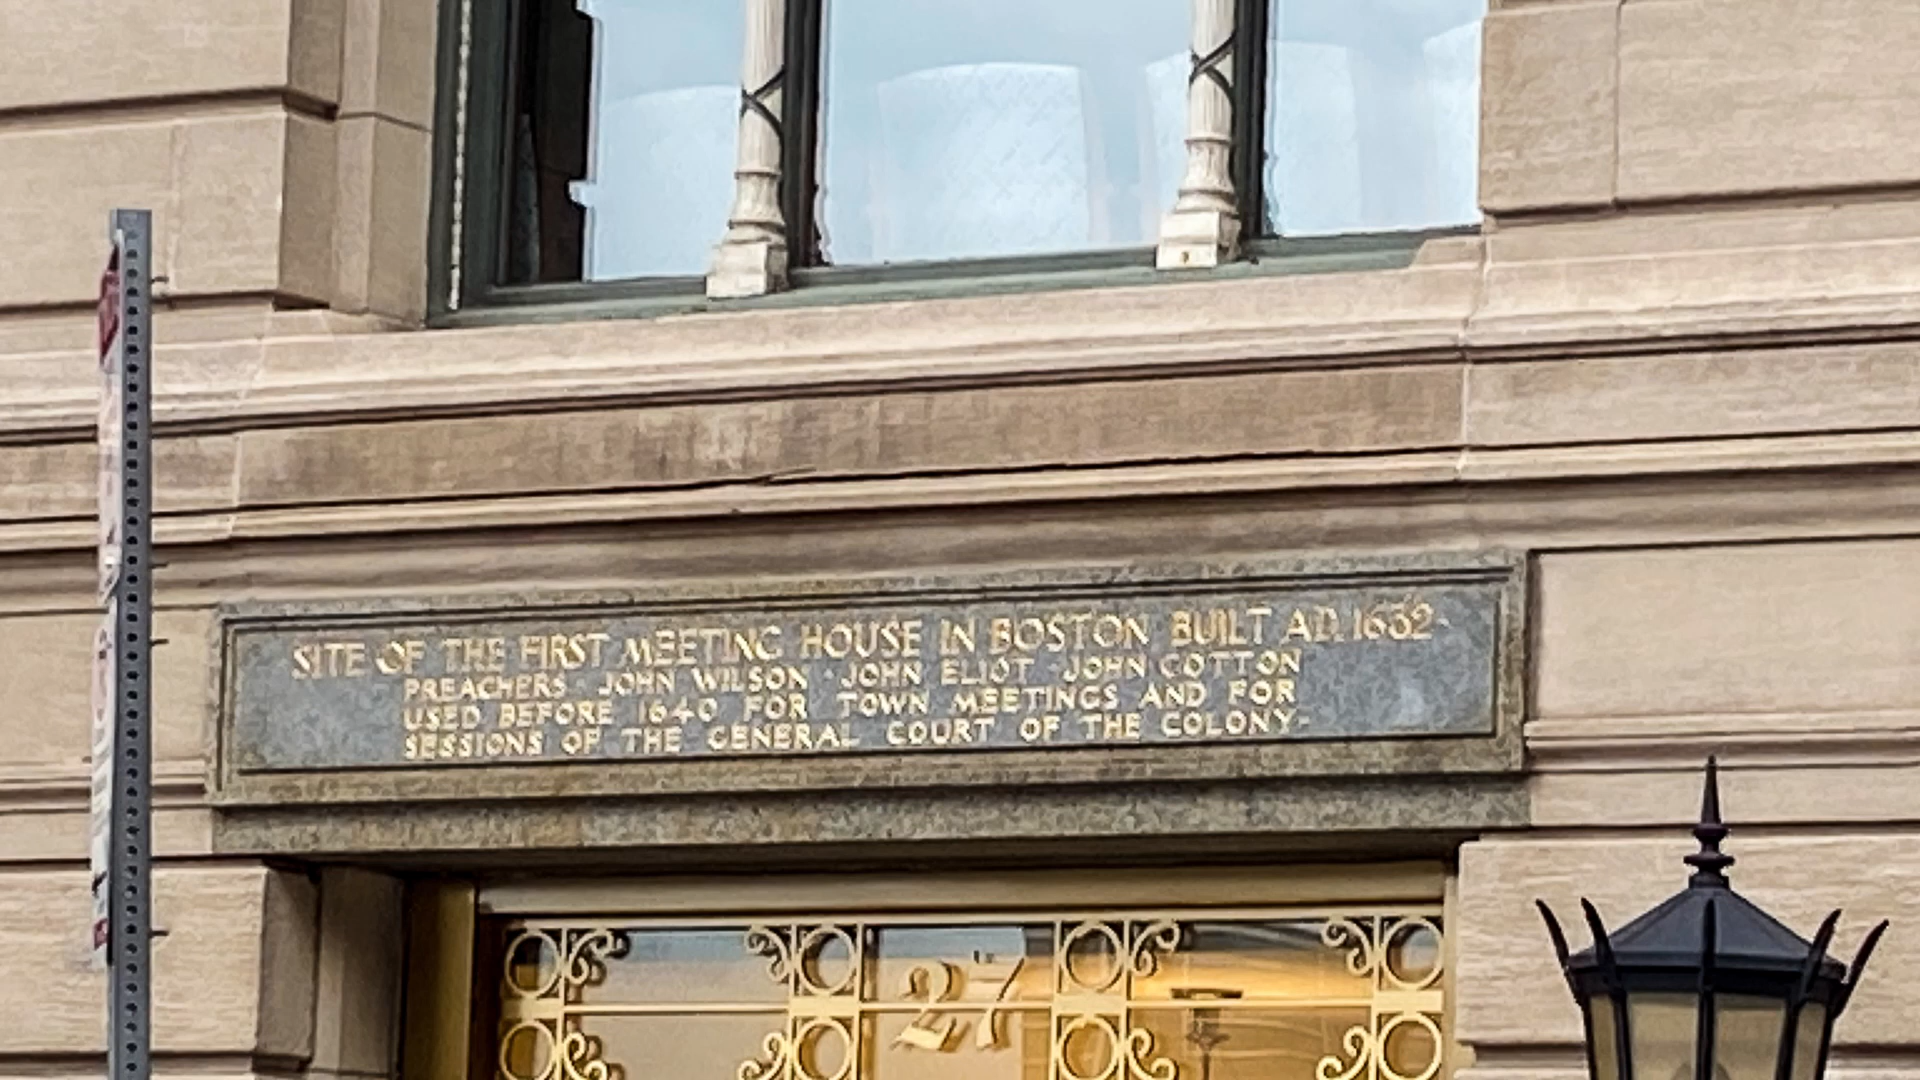 SITE OF THE FIRST MEETING HOUSE IN BOSTON BUILT A.D. 1632
PREACHERS · JOHN WILSON · JOHN ELIOT · JOHN COTTON
USED BEFORE 1640 FOR TOWN MEETINGS AND FOR
SESSIONS OF THE GENERAL COURT OF THE COLONY·
27